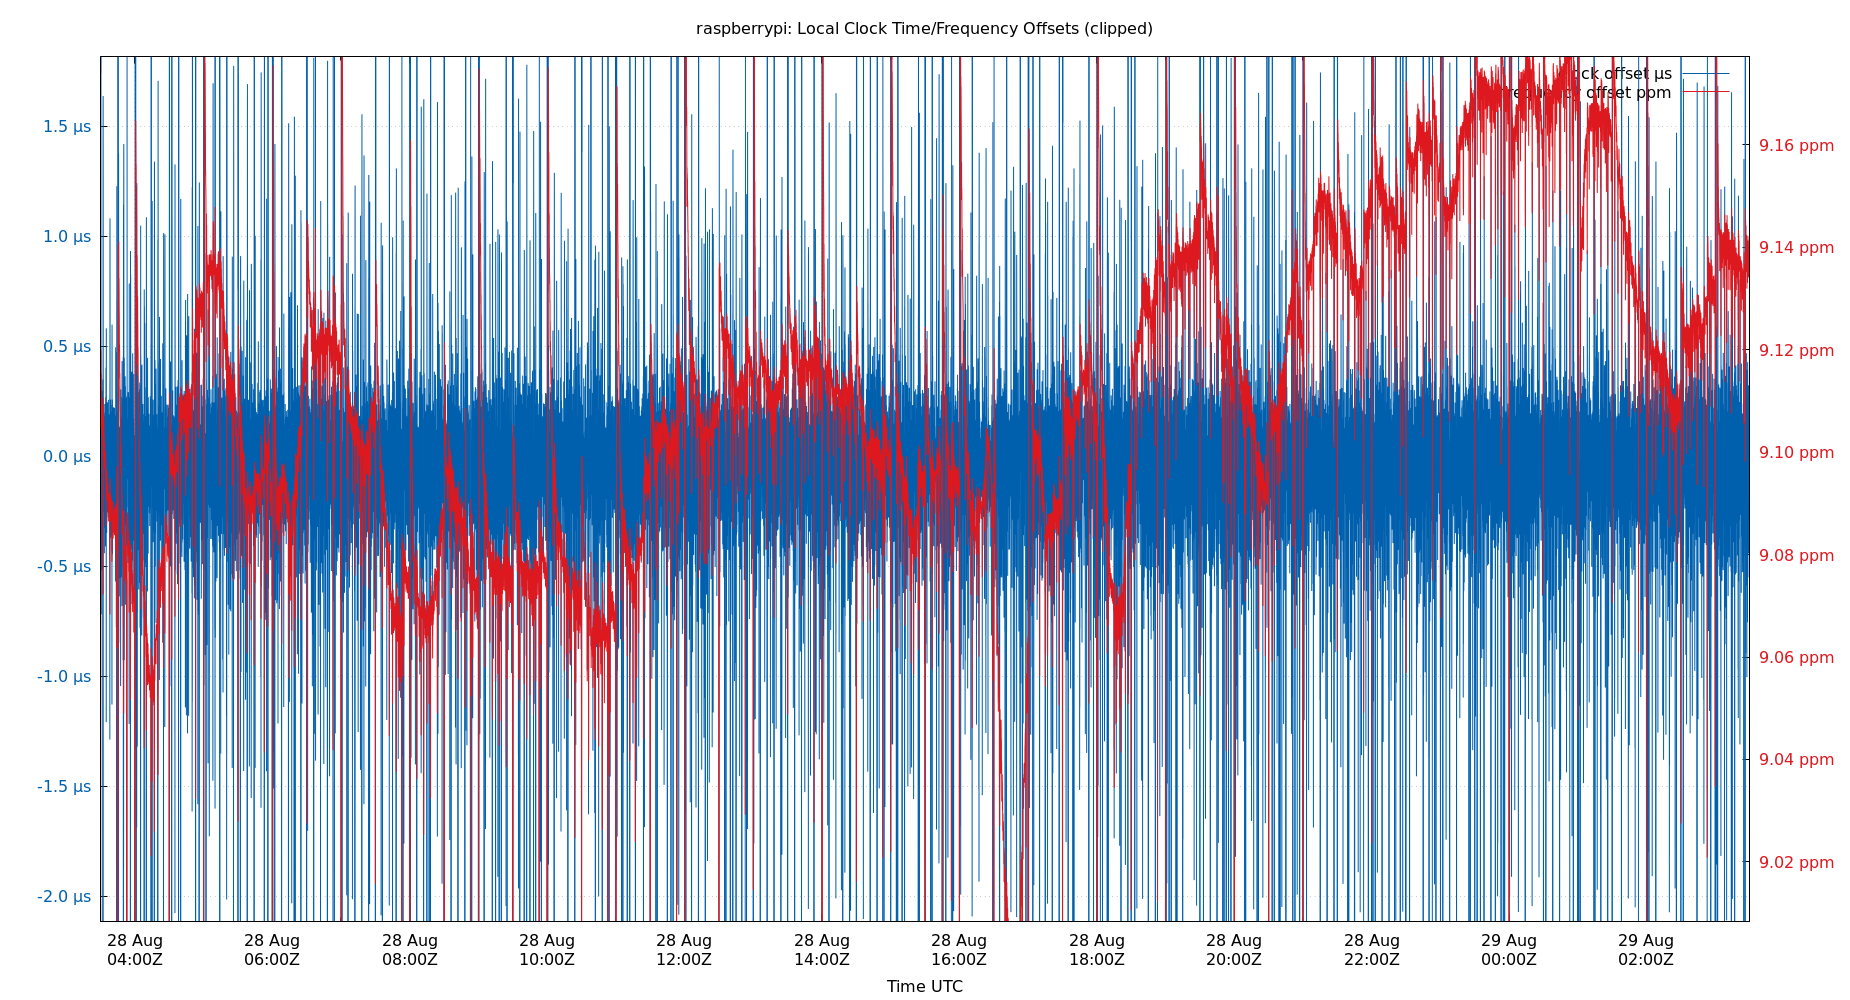 raspberrypi: Local Clock Time/Frequency Offsets (clipped)
offset µs
offset ppm
1.5 µs
1.0 µs
0.5 µs
0.0 µs
-0.5 µs
-1.0 µs
-1.5 µs
-2.0 µs
9.16 ppm
9.14 ppm
9.12 ppm
9.10 ppm
9.08 ppm
9.06 ppm
9.04 ppm
9.02 ppm
28 Aug 28 Aug 28 Aug 28 Aug 28 Aug 28 Aug 28 Aug 28 Aug 28 Aug 28 Aug 29 Aug 29 Aug
04:00Z 06:00Z 08:00Z 10:00Z 12:00Z 14:00Z 16:00Z 18:00Z 20:00Z 22:00Z 00:00Z 02:00Z
Time UTC